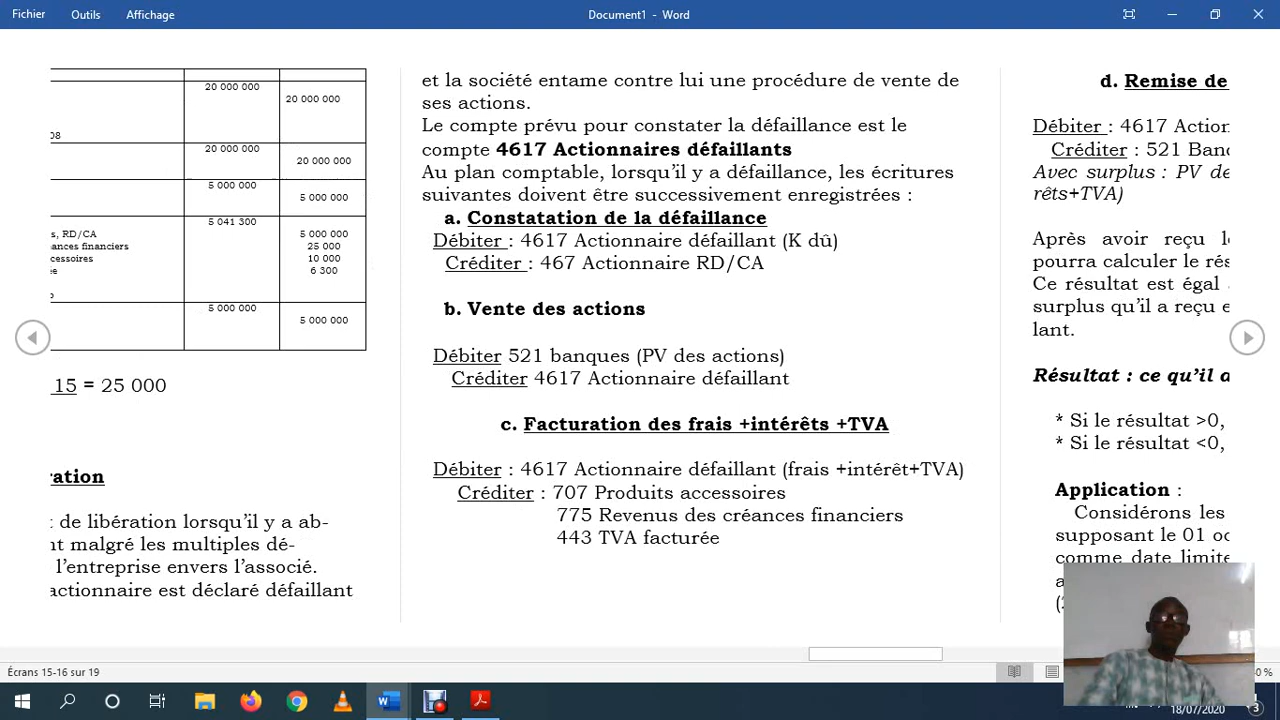 Fichier Outils Affichage Document1 - Word
20 000 000
20 000 000
08
20 000 000
20 000 000
5 000 000
5 000 000
5 041 300
s, RD/CA 5 000 000
ances financiers 25 000
cessoires 10 000
ée 6 300
5 000 000
5 000 000
15 = 25 000
ration
t de libération lorsqu'il y a ab-
nt malgré les multiples dé-
l'entreprise envers l'associé.
actionnaire est déclaré défaillant
et la société entame contre lui une procédure de vente de
ses actions.
Le compte prévu pour constater la défaillance est le
compte 4617 Actionnaires défaillants
Au plan comptable, lorsqu'il y a défaillance, les écritures
suivantes doivent être successivement enregistrées :
a. Constatation de la défaillance
Débiter : 4617 Actionnaire défaillant (K dû)
Créditer : 467 Actionnaire RD/CA
b. Vente des actions
Débiter 521 banques (PV des actions)
Créditer 4617 Actionnaire défaillant
c. Facturation des frais +intérêts +TVA
Débiter : 4617 Actionnaire défaillant (frais +intérêt+TVA)
Créditer : 707 Produits accessoires
775 Revenus des créances financiers
443 TVA facturée
d. Remise de
Débiter : 4617 Action
Créditer : 521 Banq
Avec surplus : PV de
rêts+TVA)
Après avoir reçu le
pourra calculer le rés
Ce résultat est égal
surplus qu'il a reçu e
lant.
Résultat : ce qu'il a
* Si le résultat >0,
* Si le résultat <0,
Application :
Considérons les
supposant le 01 oc
comme date limite
Écrans 15-16 sur 19
0 %
18/07/2020
3